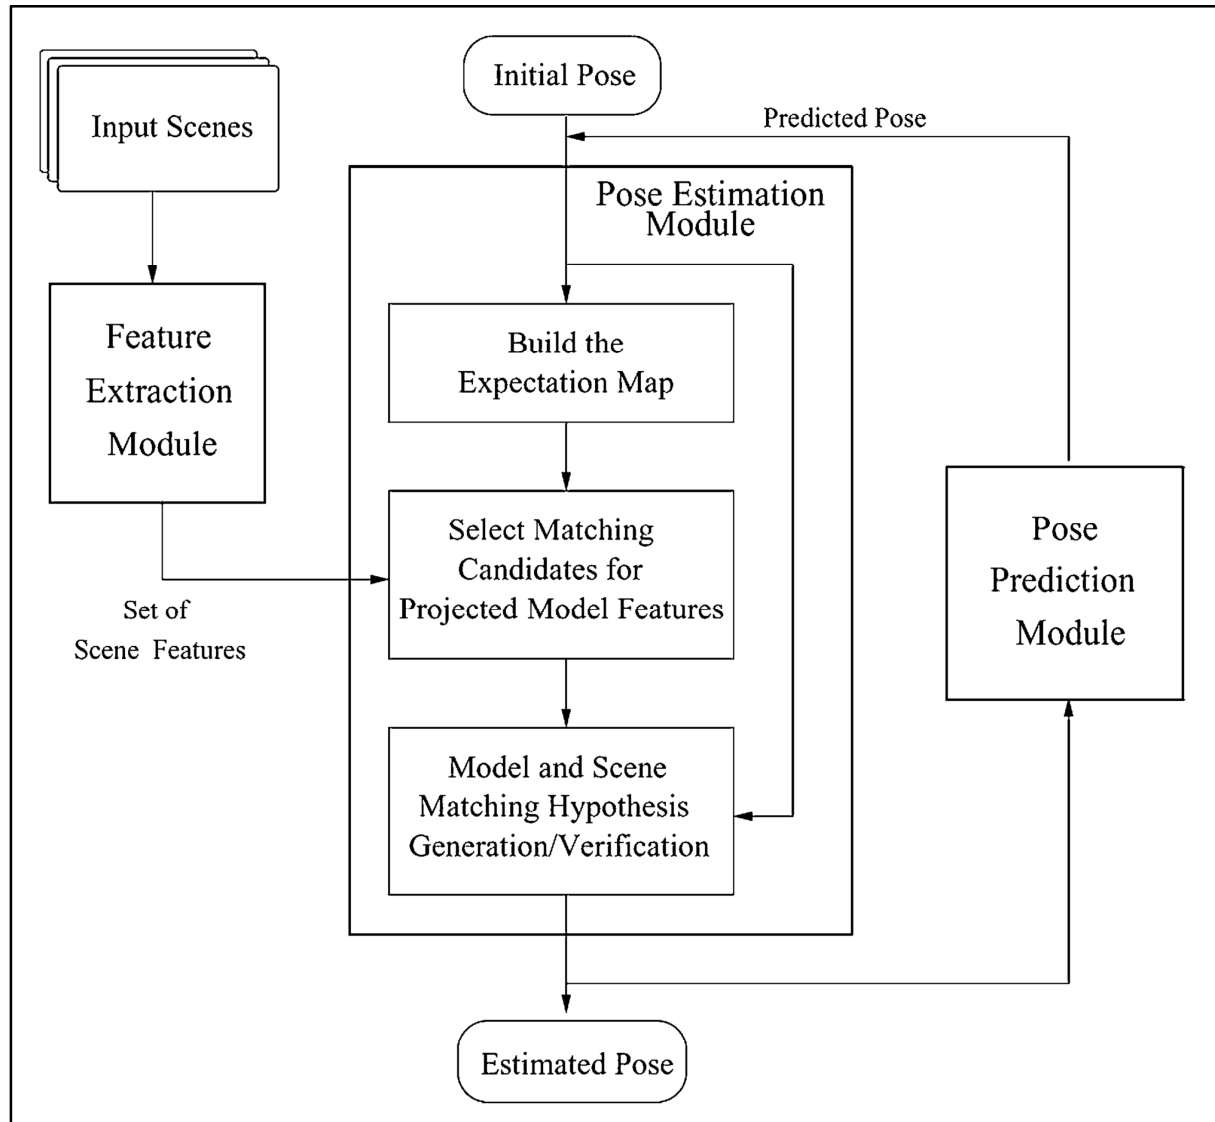 Input Scenes
Initial Pose
Predicted Pose
Pose Estimation
Module
Feature
Extraction
Module
Build the
Expectation Map
Select Matching
Candidates for
Projected Model Features
Set of
Scene Features
Pose
Prediction
Module
Model and Scene
Matching Hypothesis
Generation/Verification
Estimated Pose